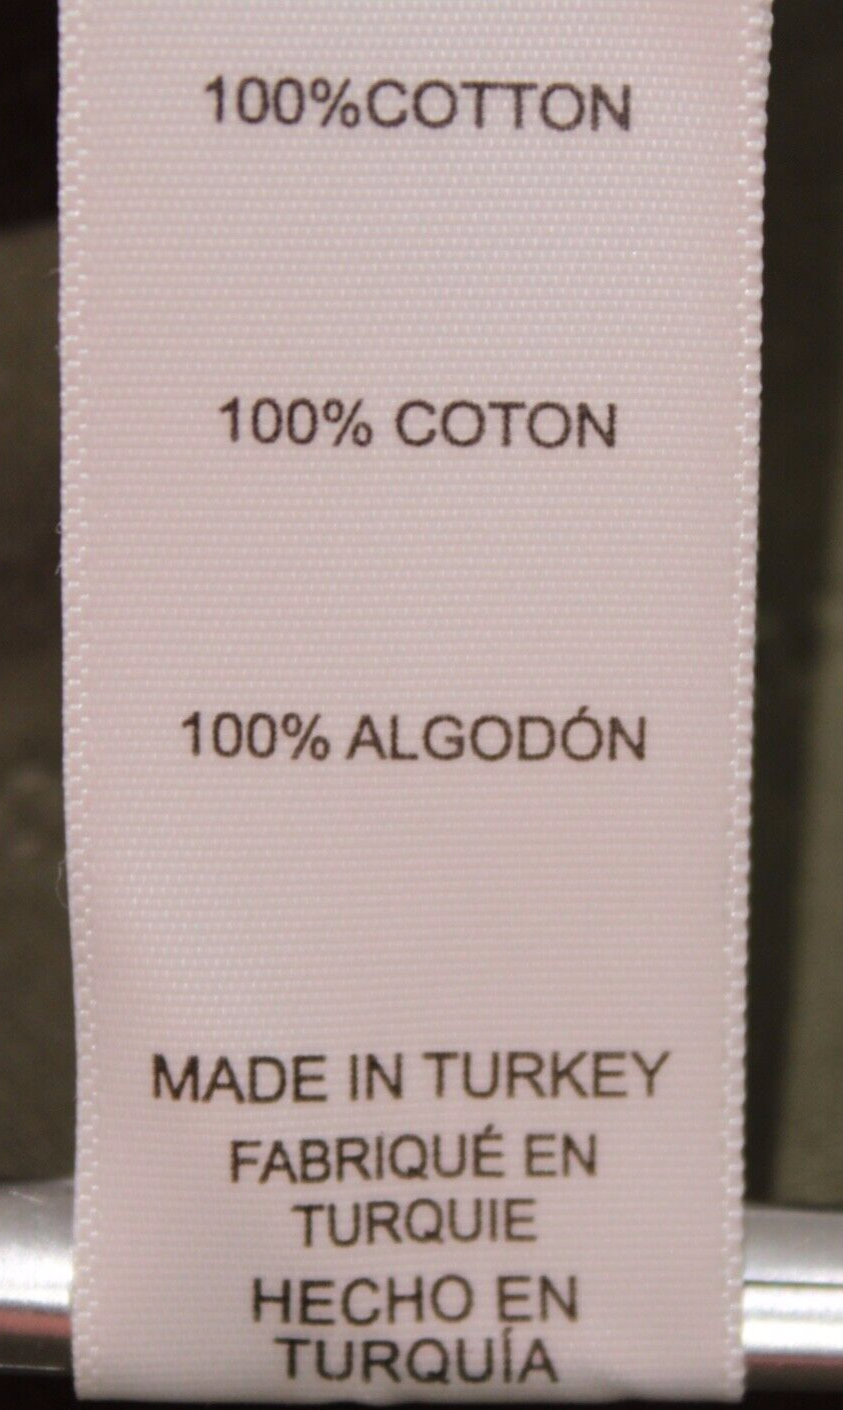 100%COTTON
100% COTON
100% ALGODÓN
MADE IN TURKEY
FABRIQUÉ EN
TURQUIE
HECHO EN
TURQUÍA